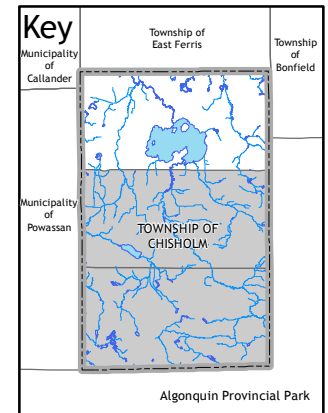 Key
Township of
East Ferris
Municipality
of
Callander
Township
of
Bonfield
Municipality
of
Powassan
TOWNSHIP OF
CHISHOLM
Algonquin Provincial Park